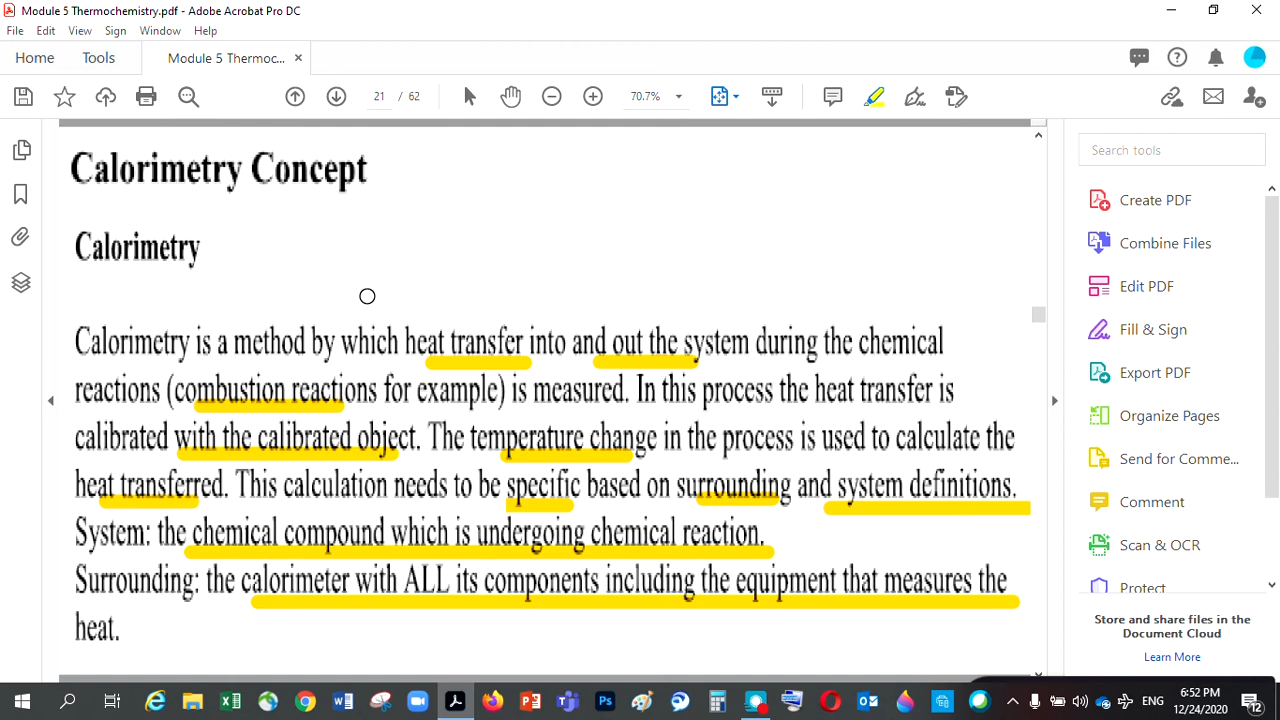 Module 5 Thermochemistry.pdf - Adobe Acrobat Pro DC
File Edit View Sign Window Help
Home Tools Module 5 Thermoc... ×
21 / 62 70.7%
Search tools
Calorimetry Concept
Calorimetry
Calorimetry is a method by which heat transfer into and out the system during the chemical
reactions (combustion reactions for example) is measured. In this process the heat transfer is
calibrated with the calibrated object. The temperature change in the process is used to calculate the
heat transferred. This calculation needs to be specific based on surrounding and system definitions.
System: the chemical compound which is undergoing chemical reaction.
Surrounding: the calorimeter with ALL its components including the equipment that measures the
heat.
Create PDF
Combine Files
Edit PDF
Fill & Sign
Export PDF
Organize Pages
Send for Comme...
Comment
Scan & OCR
Protect
Store and share files in the
Document Cloud
Learn More
ENG
6:52 PM
12/24/2020
12